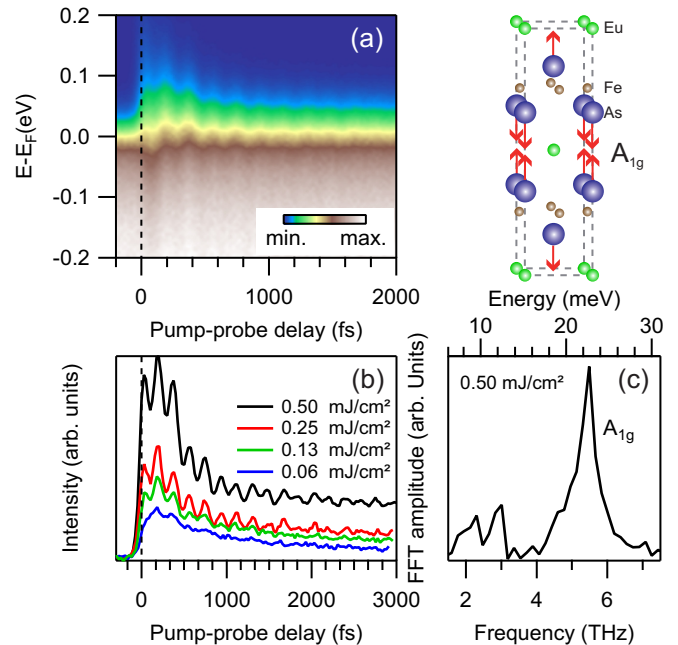 (a)
0.2
0.1
0.0
-0.1
-0.2
E-E_F(eV)
min. max.
0 1000 2000
Pump-probe delay (fs)
Eu
Fe
As
A_1g
(b)
Intensity (arb. units)
0.50 mJ/cm²
0.25 mJ/cm²
0.13 mJ/cm²
0.06 mJ/cm²
0 1000 2000 3000
Pump-probe delay (fs)
Energy (meV)
10 20 30
(c)
FFT amplitude (arb. Units)
0.50 mJ/cm²
A_1g
2 4 6
Frequency (THz)